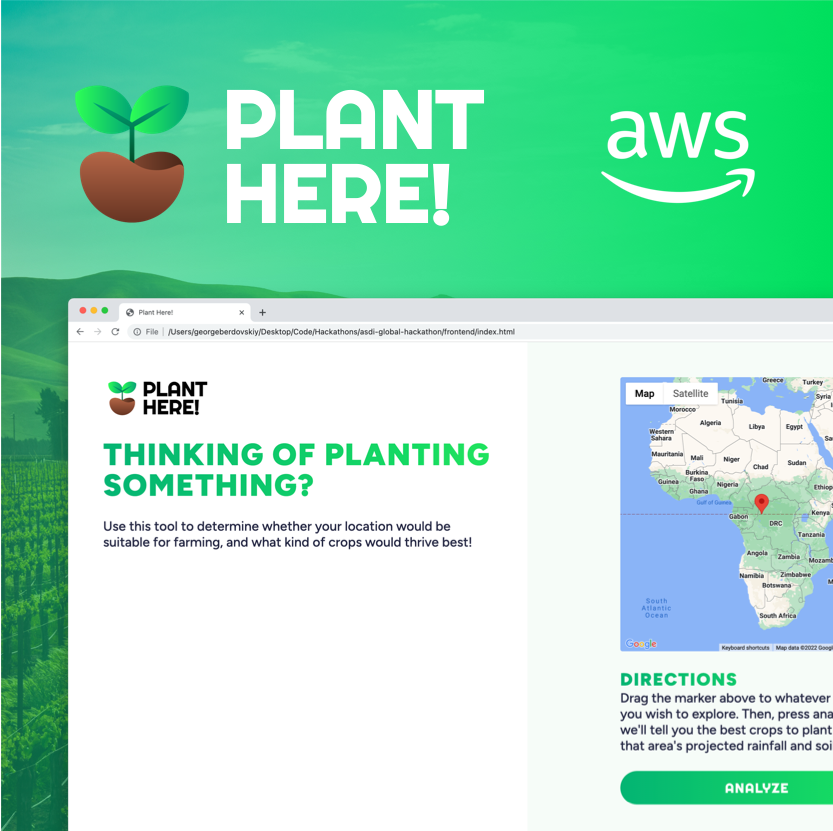 PLANT
HERE!
aws
Plant Here!
File | /Users/georgeberdovskiy/Desktop/Code/Hackathons/asdi-global-hackathon/frontend/index.html
PLANT
HERE!
THINKING OF PLANTING
SOMETHING?
Use this tool to determine whether your location would be
suitable for farming, and what kind of crops would thrive best!
Map
Satellite
Greece
Turkey
Tunisia
Syria
Morocco
Algeria
Libya
Egypt
Western
Sahara
Sau
Mauritania
Mali
Niger
Chad
Sudan
Burkina
Faso
Guinea
Ghana
Nigeria
Ethiop
Gulf of Guinea
Gabon
DRC
Kenya
Tanzania
Angola
Zambia
Mozamb
Namibia
Zimbabwe
Botswana
M
South
Atlantic
Ocean
South Africa
Google
Keyboard shortcuts
Map data ©2022 Googl
DIRECTIONS
Drag the marker above to whatever
you wish to explore. Then, press ana
we'll tell you the best crops to plant
that area's projected rainfall and soi
ANALYZE